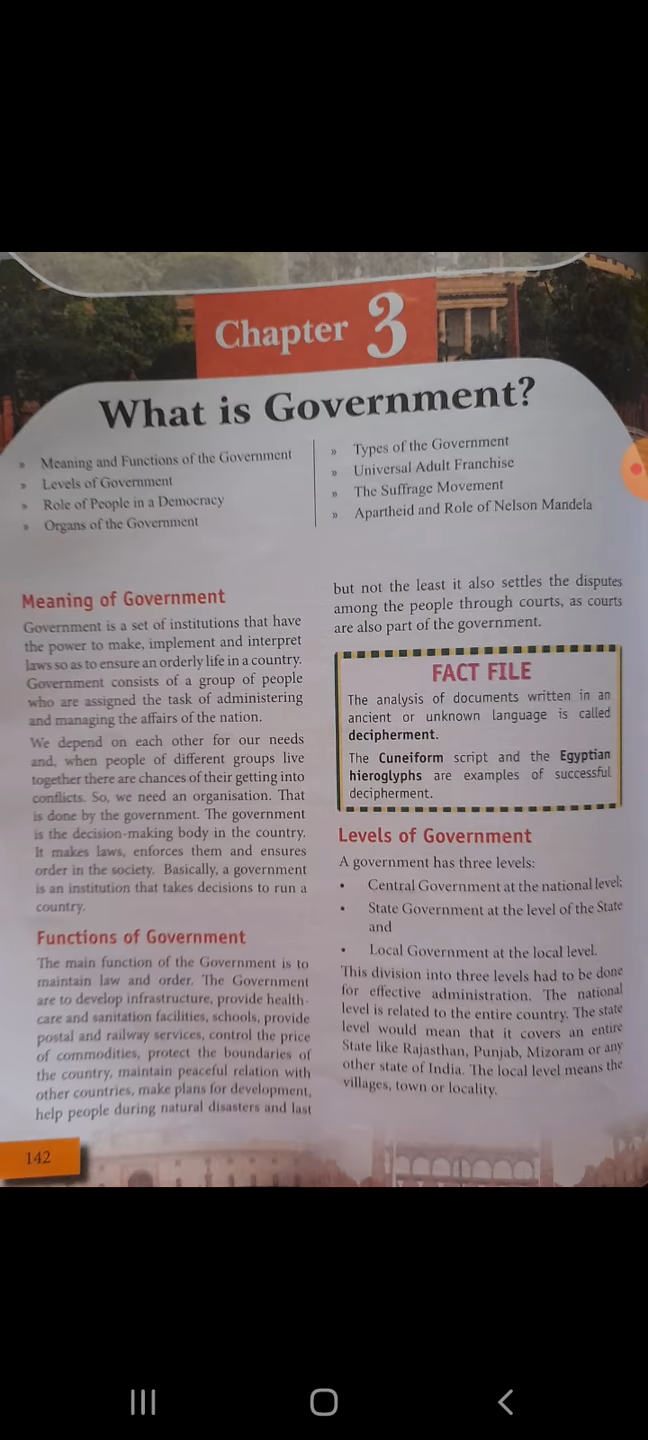 Chapter 3
What is Government?
» Meaning and Functions of the Government
» Levels of Government
» Role of People in a Democracy
» Organs of the Government
» Types of the Government
» Universal Adult Franchise
» The Suffrage Movement
» Apartheid and Role of Nelson Mandela
Meaning of Government
Government is a set of institutions that have
the power to make, implement and interpret
laws so as to ensure an orderly life in a country.
Government consists of a group of people
who are assigned the task of administering
and managing the affairs of the nation.
We depend on each other for our needs
and, when people of different groups live
together there are chances of their getting into
conflicts. So, we need an organisation. That
is done by the government. The government
is the decision-making body in the country.
It makes laws, enforces them and ensures
order in the society. Basically, a government
is an institution that takes decisions to run a
country.
Functions of Government
The main function of the Government is to
maintain law and order. The Government
are to develop infrastructure, provide health-
care and sanitation facilities, schools, provide
postal and railway services, control the price
of commodities, protect the boundaries of
the country, maintain peaceful relation with
other countries, make plans for development,
help people during natural disasters and last
but not the least it also settles the disputes
among the people through courts, as courts
are also part of the government.
FACT FILE
The analysis of documents written in an
ancient or unknown language is called
decipherment.
The Cuneiform script and the Egyptian
hieroglyphs are examples of successful
decipherment.
Levels of Government
A government has three levels:
• Central Government at the national level;
• State Government at the level of the State
and
• Local Government at the local level.
This division into three levels had to be done
for effective administration. The national
level is related to the entire country. The state
level would mean that it covers an entire
State like Rajasthan, Punjab, Mizoram or any
other state of India. The local level means the
villages, town or locality.
142